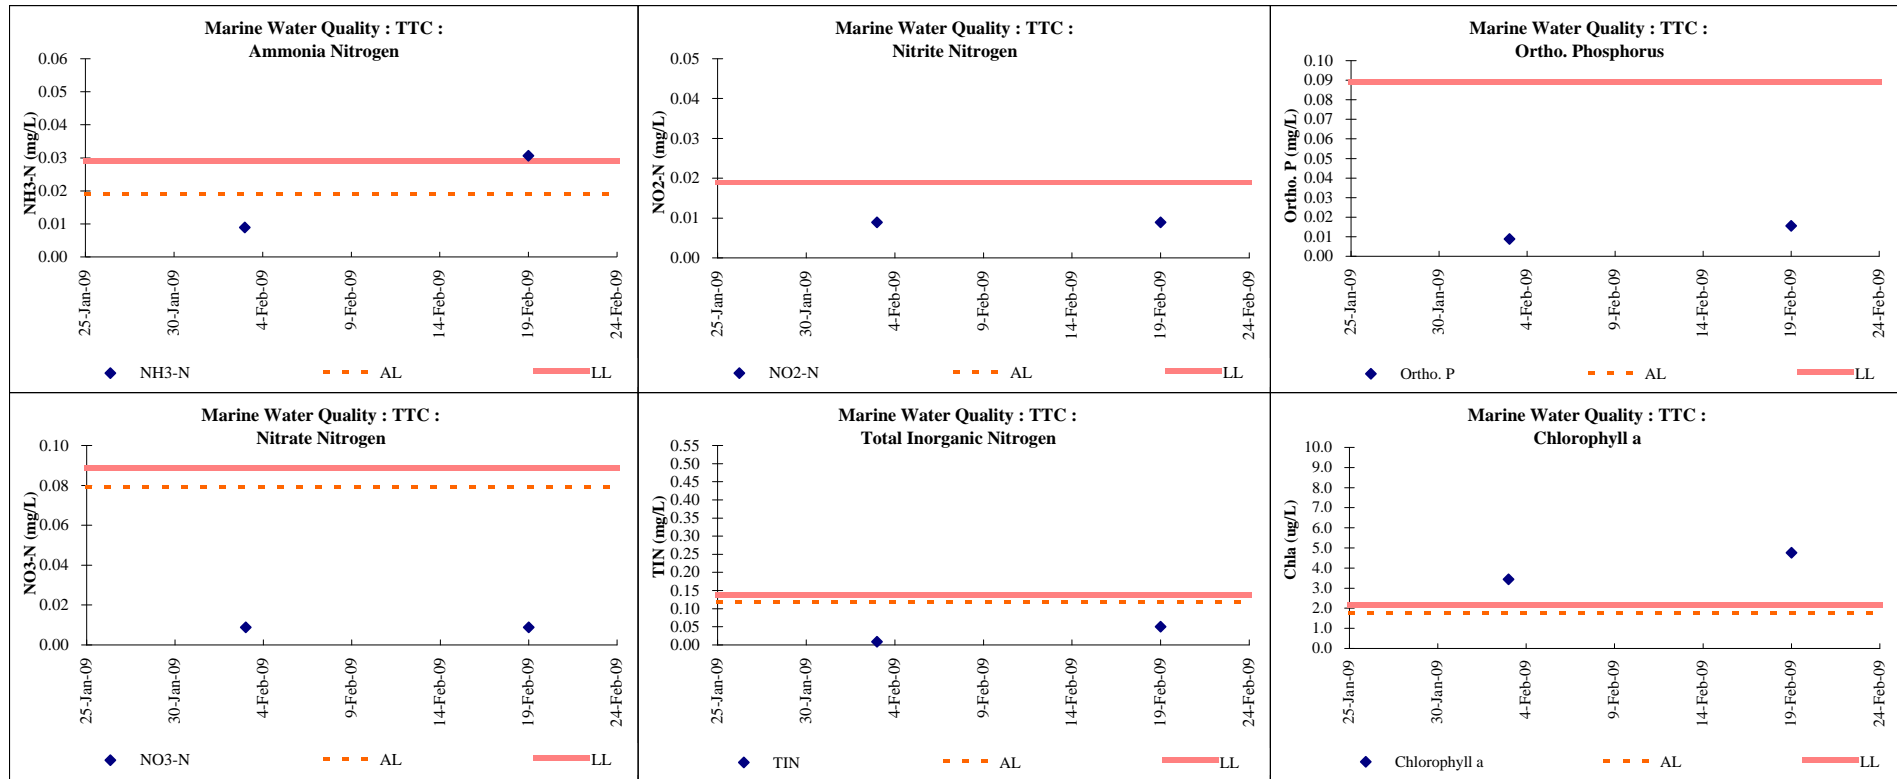 Marine Water Quality : TTC :
Ammonia Nitrogen
NH3-N (mg/L)
0.06
0.05
0.04
0.03
0.02
0.01
0.00
25-Jan-09
30-Jan-09
4-Feb-09
9-Feb-09
14-Feb-09
19-Feb-09
24-Feb-09
NH3-N
AL
LL
Marine Water Quality : TTC :
Nitrite Nitrogen
NO2-N (mg/L)
0.05
0.04
0.03
0.02
0.01
0.00
25-Jan-09
30-Jan-09
4-Feb-09
9-Feb-09
14-Feb-09
19-Feb-09
24-Feb-09
NO2-N
AL
LL
Marine Water Quality : TTC :
Ortho. Phosphorus
Ortho. P (mg/L)
0.10
0.09
0.08
0.07
0.06
0.05
0.04
0.03
0.02
0.01
0.00
25-Jan-09
30-Jan-09
4-Feb-09
9-Feb-09
14-Feb-09
19-Feb-09
24-Feb-09
Ortho. P
AL
LL
Marine Water Quality : TTC :
Nitrate Nitrogen
NO3-N (mg/L)
0.10
0.08
0.06
0.04
0.02
0.00
25-Jan-09
30-Jan-09
4-Feb-09
9-Feb-09
14-Feb-09
19-Feb-09
24-Feb-09
NO3-N
AL
LL
Marine Water Quality : TTC :
Total Inorganic Nitrogen
TIN (mg/L)
0.55
0.50
0.45
0.40
0.35
0.30
0.25
0.20
0.15
0.10
0.05
0.00
25-Jan-09
30-Jan-09
4-Feb-09
9-Feb-09
14-Feb-09
19-Feb-09
24-Feb-09
TIN
AL
LL
Marine Water Quality : TTC :
Chlorophyll a
Chla (ug/L)
10.0
9.0
8.0
7.0
6.0
5.0
4.0
3.0
2.0
1.0
0.0
25-Jan-09
30-Jan-09
4-Feb-09
9-Feb-09
14-Feb-09
19-Feb-09
24-Feb-09
Chlorophyll a
AL
LL